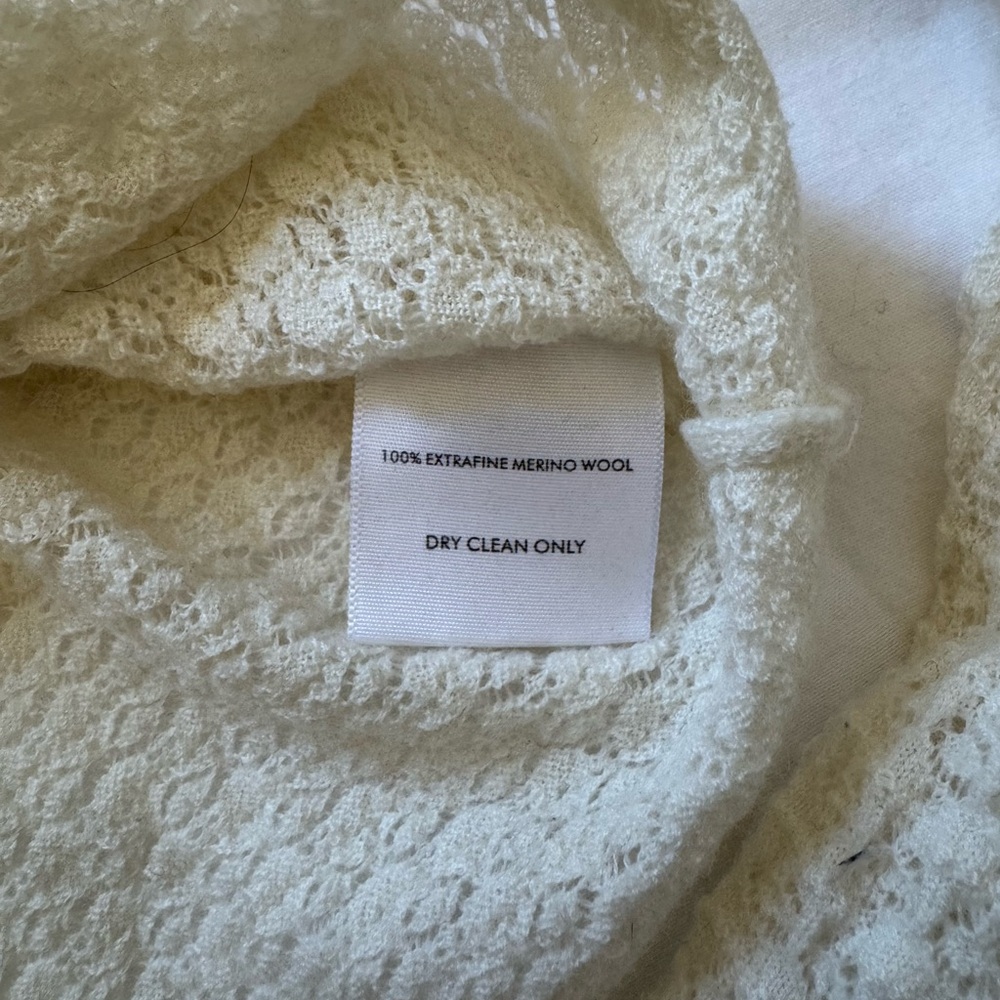 100% EXTRAFINE MERINO WOOL
DRY CLEAN ONLY